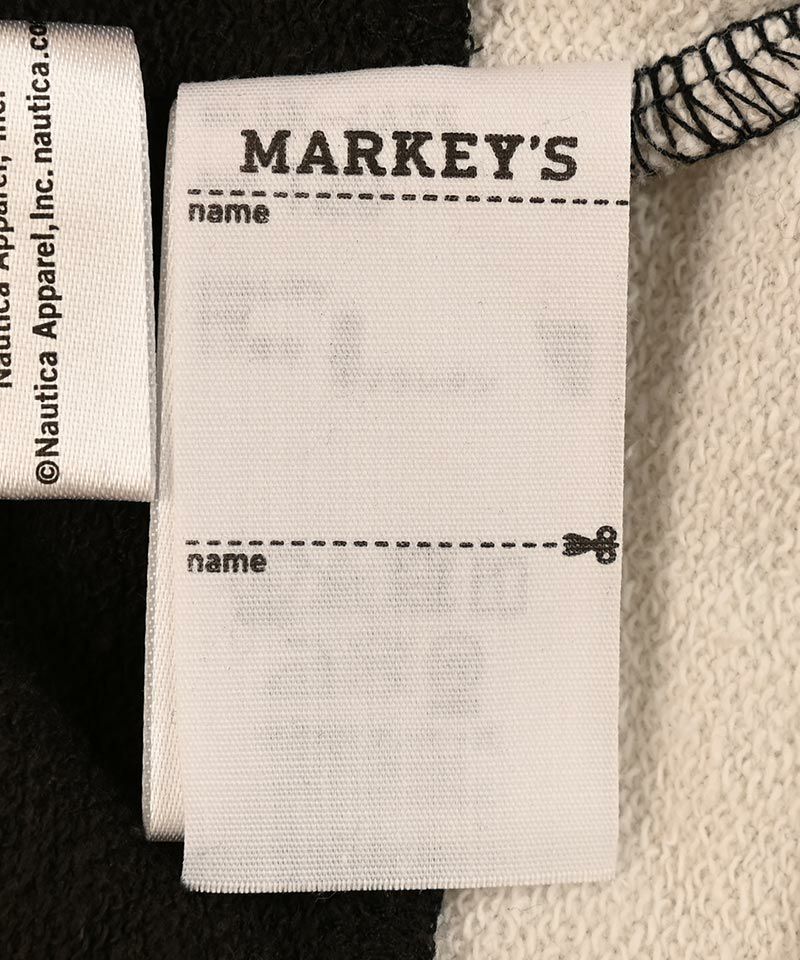 MARKEY'S
name
name
Nautica Apparel, Inc.
©Nautica Apparel, Inc. nautica.co